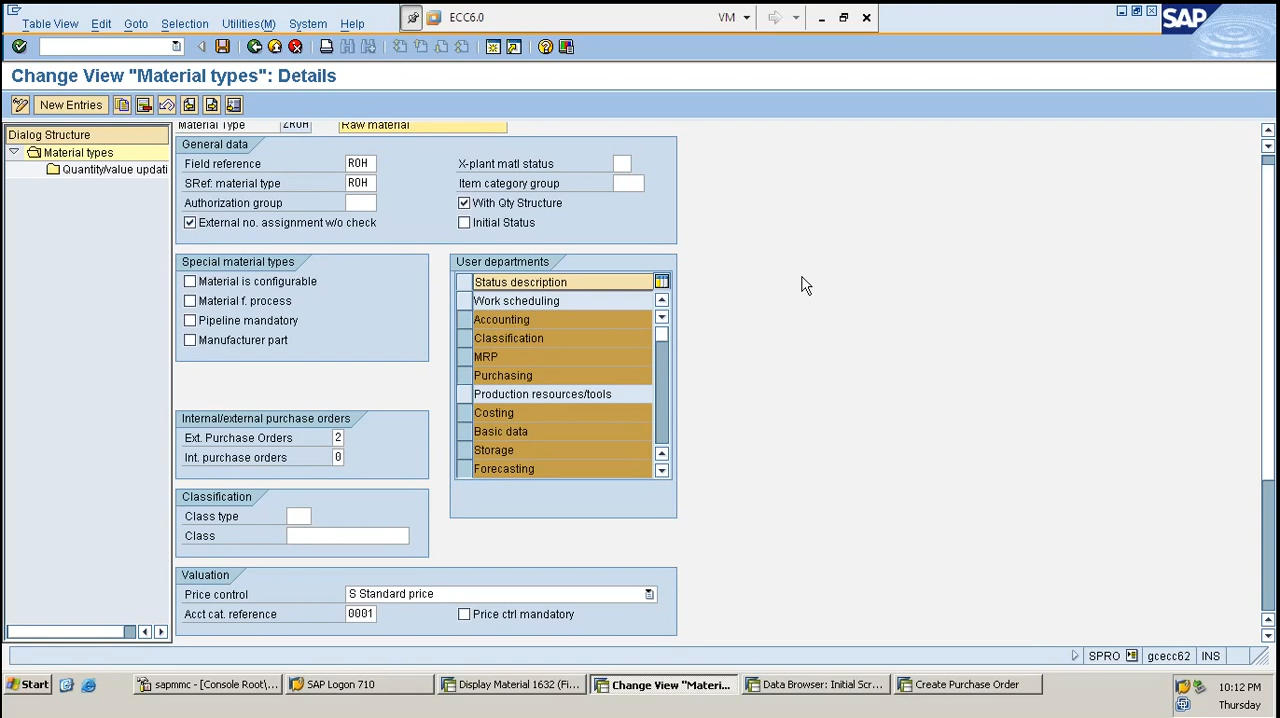 ECC6.0
VM
Table View Edit Goto Selection Utilities(M) System Help
SAP
Change View "Material types": Details
New Entries
Dialog Structure
Material types
Quantity/value updati
Material Type ZROH Raw material
General data
Field reference ROH X-plant matl status
SRef: material type ROH Item category group
Authorization group With Qty Structure
External no. assignment w/o check Initial Status
Special material types
Material is configurable
Material f. process
Pipeline mandatory
Manufacturer part
User departments
Status description
Work scheduling
Accounting
Classification
MRP
Purchasing
Production resources/tools
Costing
Basic data
Storage
Forecasting
Internal/external purchase orders
Ext. Purchase Orders 2
Int. purchase orders 0
Classification
Class type
Class
Valuation
Price control S Standard price
Acct cat. reference 0001 Price ctrl mandatory
SPRO gcecc62 INS
Start sapmmc - [Console Root\... SAP Logon 710 Display Material 1632 (Fi... Change View "Materi... Data Browser: Initial Scr... Create Purchase Order 10:12 PM
Thursday